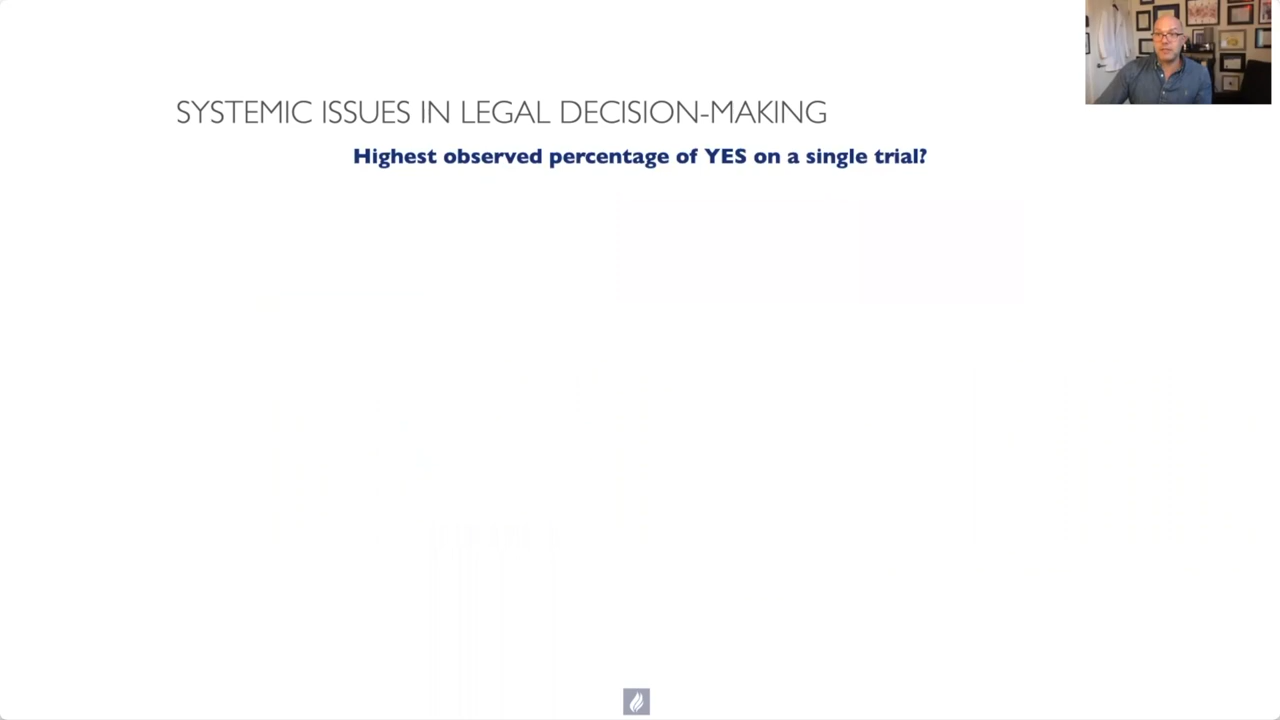 SYSTEMIC ISSUES IN LEGAL DECISION-MAKING
Highest observed percentage of YES on a single trial?